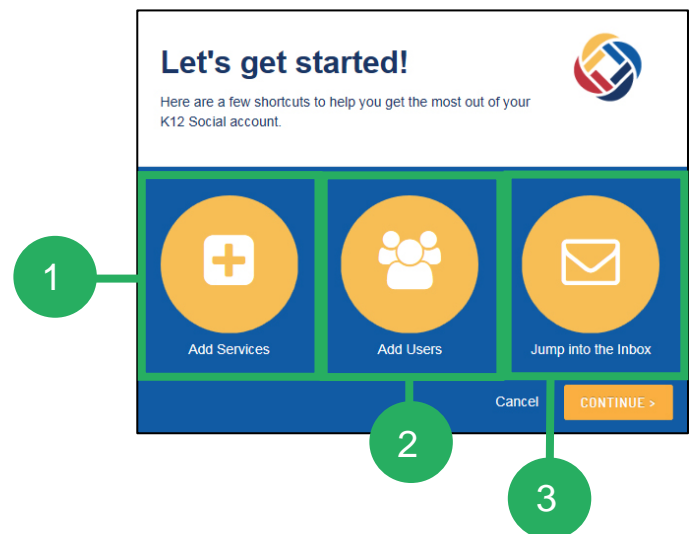 Let's get started!
Here are a few shortcuts to help you get the most out of your
K12 Social account.
1
Add Services
Add Users
Jump into the Inbox
Cancel
CONTINUE >
2
3